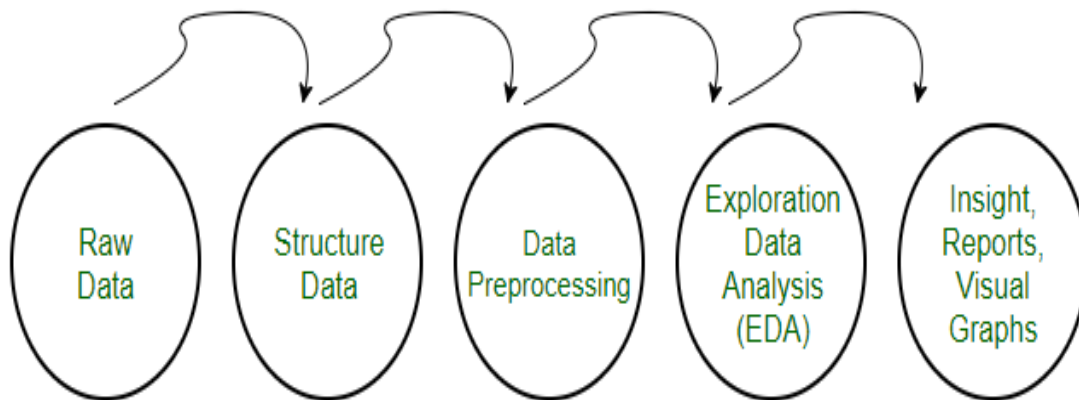 Raw
Data
Structure
Data
Data
Preprocessing
Exploration
Data
Analysis
(EDA)
Insight,
Reports,
Visual
Graphs